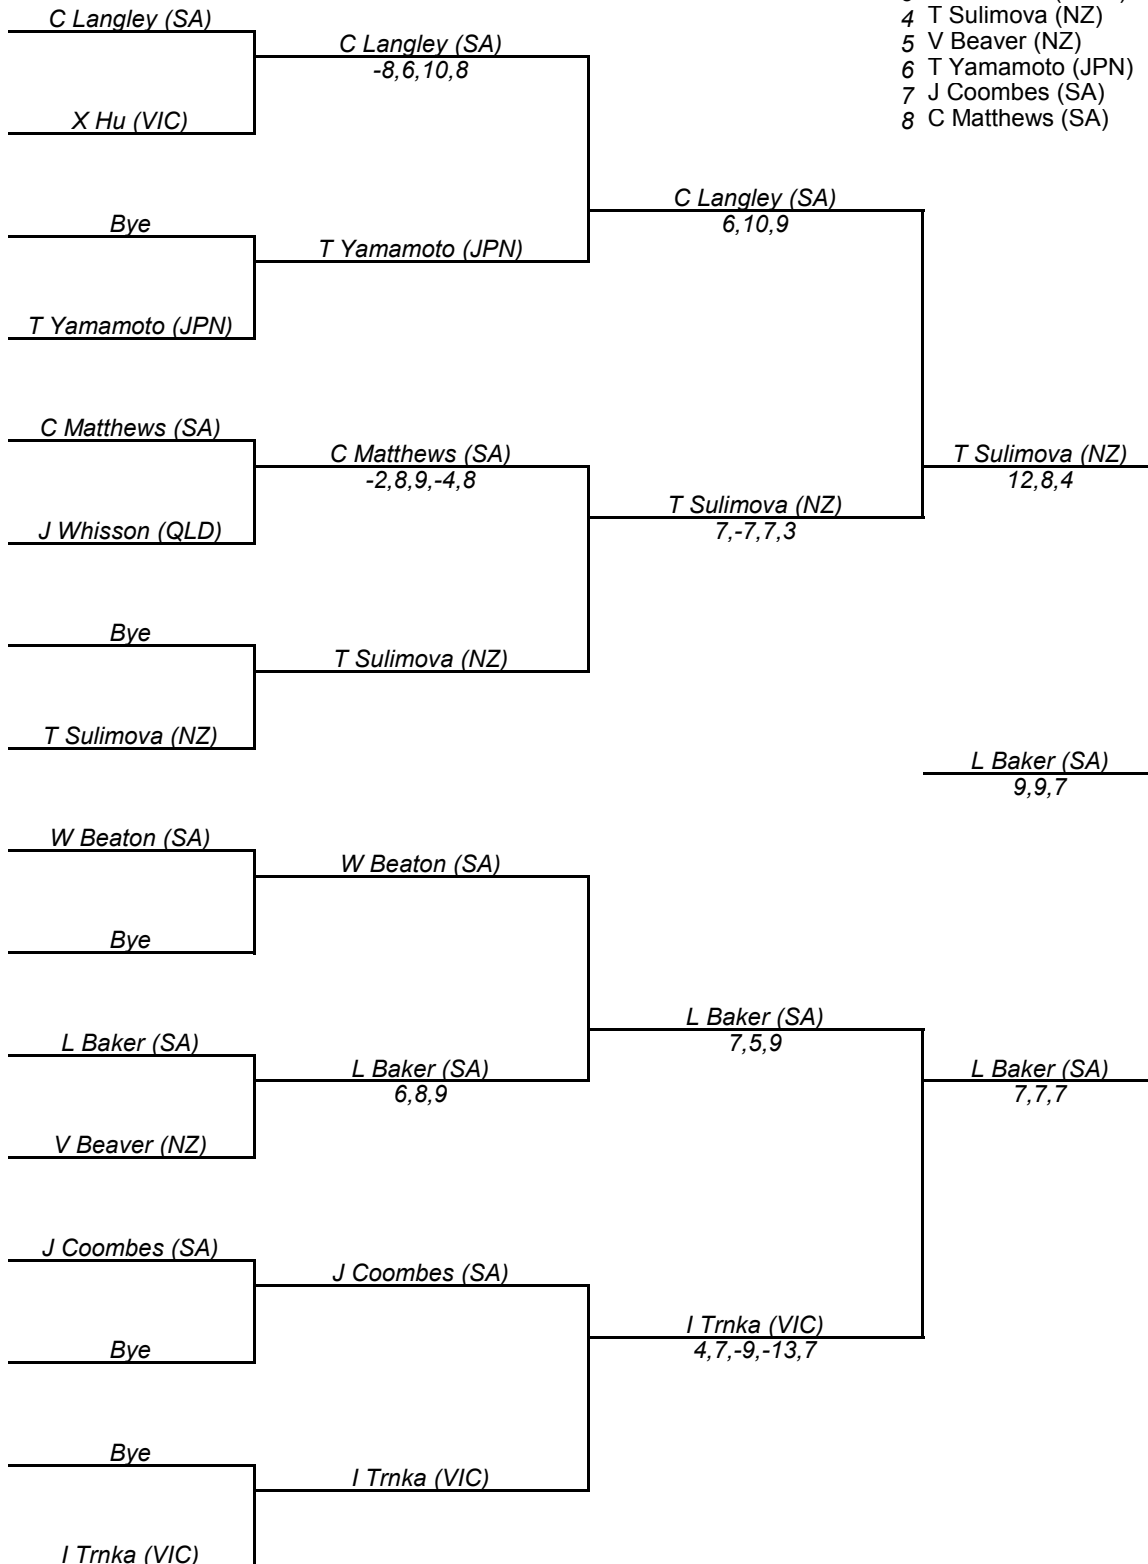 C Langley (SA)
4 T Sulimova (NZ)
C Langley (SA)
5 V Beaver (NZ)
-8,6,10,8
6 T Yamamoto (JPN)
7 J Coombes (SA)
X Hu (VIC)
8 C Matthews (SA)
C Langley (SA)
Bye
6,10,9
T Yamamoto (JPN)
T Yamamoto (JPN)
C Matthews (SA)
C Matthews (SA)
T Sulimova (NZ)
-2,8,9,-4,8
12,8,4
T Sulimova (NZ)
J Whisson (QLD)
7,-7,7,3
Bye
T Sulimova (NZ)
T Sulimova (NZ)
L Baker (SA)
9,9,7
W Beaton (SA)
W Beaton (SA)
Bye
L Baker (SA)
L Baker (SA)
7,5,9
L Baker (SA)
L Baker (SA)
6,8,9
7,7,7
V Beaver (NZ)
J Coombes (SA)
J Coombes (SA)
I Trnka (VIC)
Bye
4,7,-9,-13,7
Bye
I Trnka (VIC)
I Trnka (VIC)